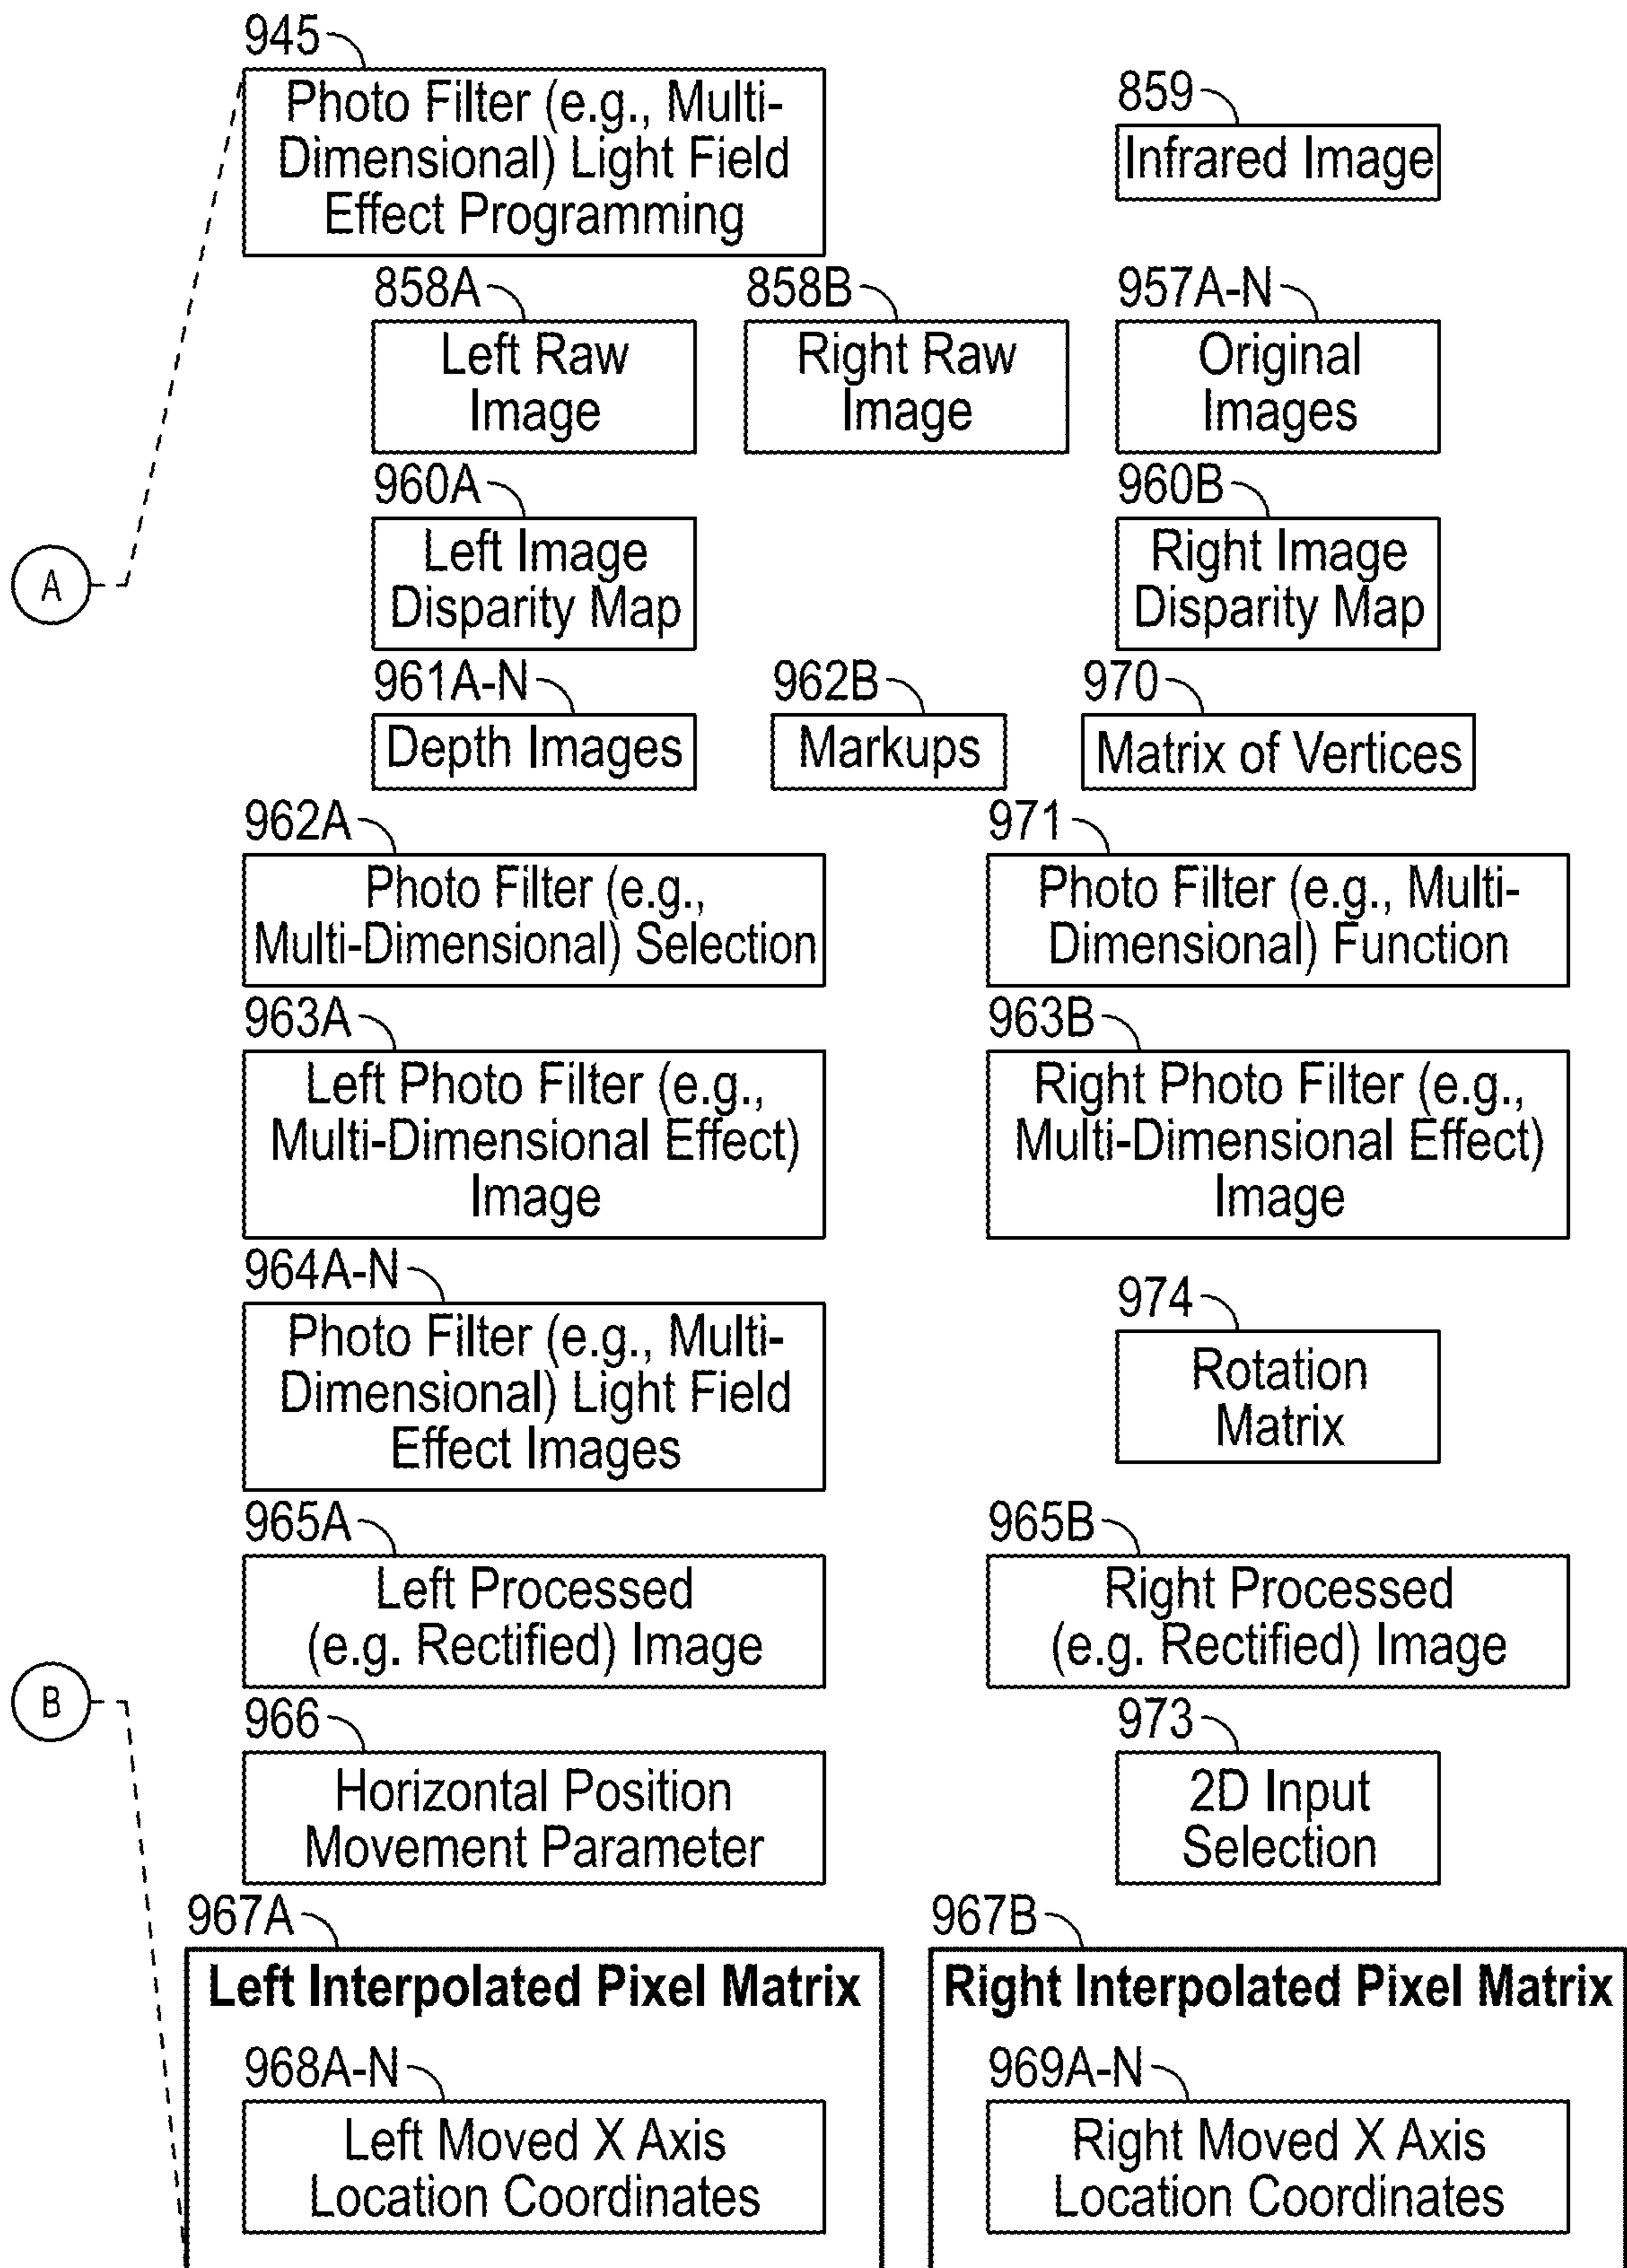 945
Photo Filter (e.g., Multi-
Dimensional) Light Field
Effect Programming
859
Infrared Image
858A
Left Raw
Image
858B
Right Raw
Image
957A-N
Original
Images
960A
Left Image
Disparity Map
960B
Right Image
Disparity Map
A
961A-N
Depth Images
962B
Markups
970
Matrix of Vertices
962A
Photo Filter (e.g.,
Multi-Dimensional) Selection
971
Photo Filter (e.g., Multi-
Dimensional) Function
963A
Left Photo Filter (e.g.,
Multi-Dimensional Effect)
Image
963B
Right Photo Filter (e.g.,
Multi-Dimensional Effect)
Image
964A-N
Photo Filter (e.g., Multi-
Dimensional) Light Field
Effect Images
974
Rotation
Matrix
965A
Left Processed
(e.g. Rectified) Image
965B
Right Processed
(e.g. Rectified) Image
B
966
Horizontal Position
Movement Parameter
973
2D Input
Selection
967A
Left Interpolated Pixel Matrix
968A-N
Left Moved X Axis
Location Coordinates
967B
Right Interpolated Pixel Matrix
969A-N
Right Moved X Axis
Location Coordinates